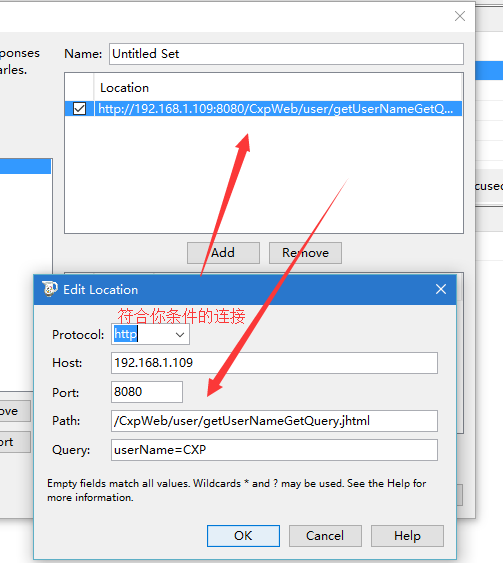 ponses
arles.
Name:
Untitled Set
Location
http://192.168.1.109:8080/CxpWeb/user/getUserNameGetQ...
cused
Add
Remove
Edit Location
符合你条件的连接
Protocol:
http
Host:
192.168.1.109
Port:
8080
Path:
/CxpWeb/user/getUserNameGetQuery.jhtml
Query:
userName=CXP
ove
ort
Empty fields match all values. Wildcards * and ? may be used. See the Help for
more information.
OK
Cancel
Help